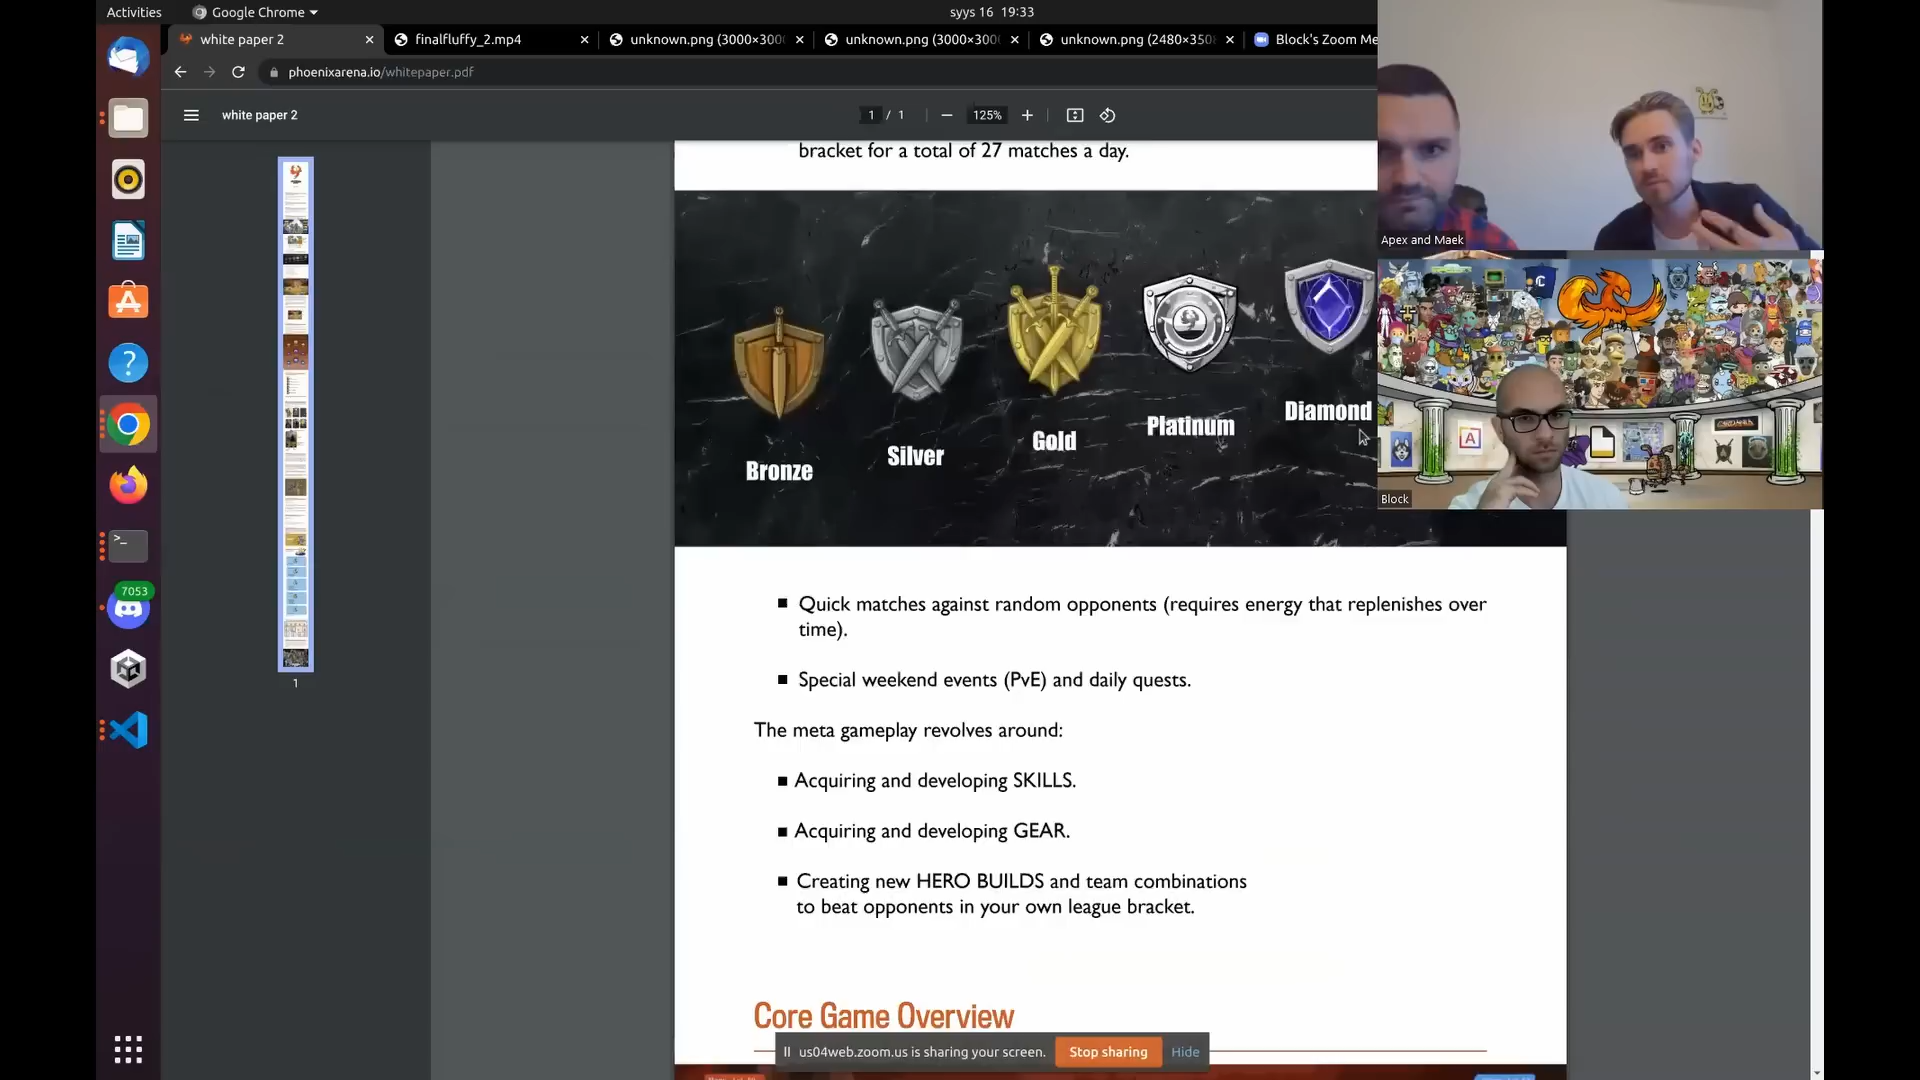 Activities
Google Chrome
syys 16 19:33
white paper 2
finalfluffy_2.mp4
unknown.png (3000×300
unknown.png (3000×300
unknown.png (2480×350
Block's Zoom Me
phoenixarena.io/whitepaper.pdf
white paper 2
1 / 1
125%
bracket for a total of 27 matches a day.
Bronze
Silver
Gold
Platinum
Diamond
Apex and Maek
Block
7053
1
Quick matches against random opponents (requires energy that replenishes over
time).
Special weekend events (PvE) and daily quests.
The meta gameplay revolves around:
Acquiring and developing SKILLS.
Acquiring and developing GEAR.
Creating new HERO BUILDS and team combinations
to beat opponents in your own league bracket.
Core Game Overview
us04web.zoom.us is sharing your screen.
Stop sharing
Hide